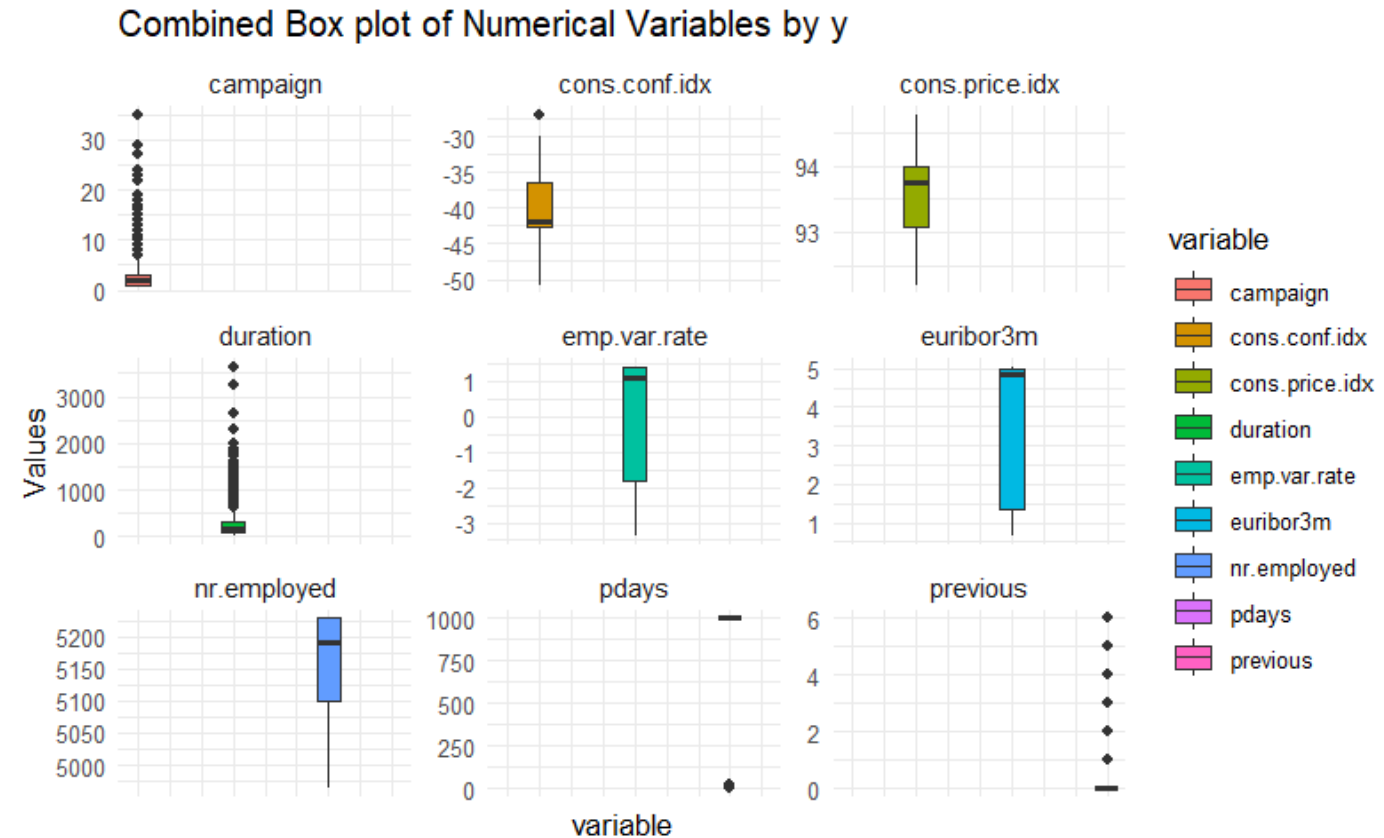 Combined Box plot of Numerical Variables by y
campaign
cons.conf.idx
cons.price.idx
30
20
10
0
-30
-35
-40
-45
-50
94
93
duration
emp.var.rate
euribor3m
Values
3000
2000
1000
0
1
0
-1
-2
-3
5
4
3
2
1
nr.employed
pdays
previous
5200
5150
5100
5050
5000
1000
750
500
250
0
6
4
2
0
variable
variable
campaign
cons.conf.idx
cons.price.idx
duration
emp.var.rate
euribor3m
nr.employed
pdays
previous